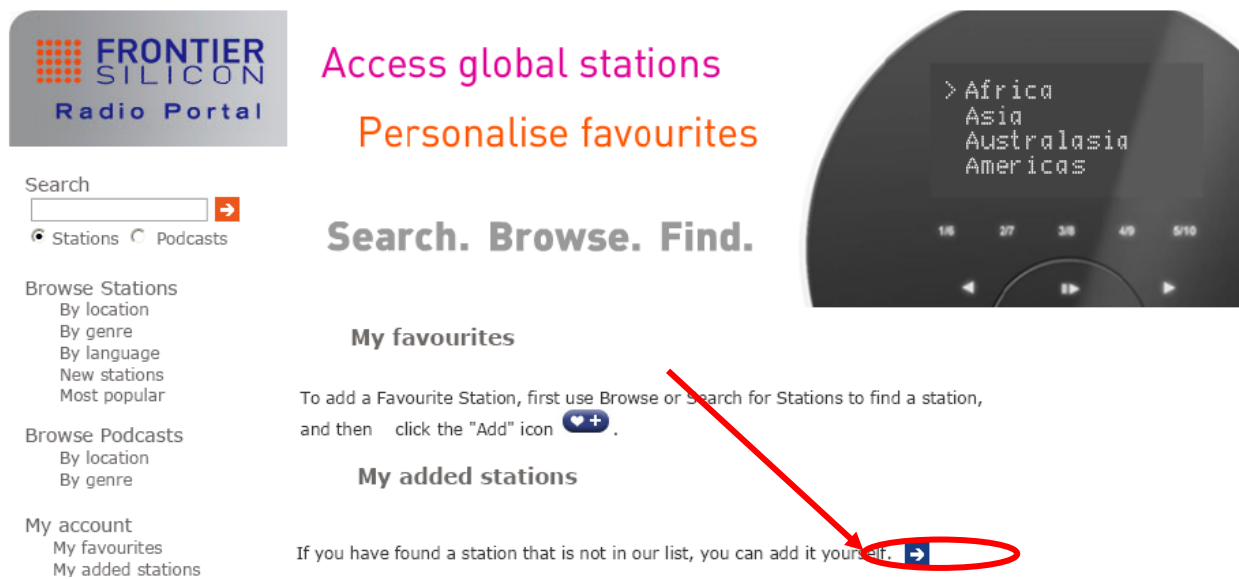 FRONTIER
SILICON
Radio Portal
Access global stations
Personalise favourites
Search. Browse. Find.
> Africa
Asia
Australasia
Americas
1/6 2/7 3/8 4/9 5/10
Search
Stations Podcasts
Browse Stations
By location
By genre
By language
New stations
Most popular
Browse Podcasts
By location
By genre
My account
My favourites
My added stations
My favourites
To add a Favourite Station, first use Browse or Search for Stations to find a station,
and then click the "Add" icon .
My added stations
If you have found a station that is not in our list, you can add it yourself.